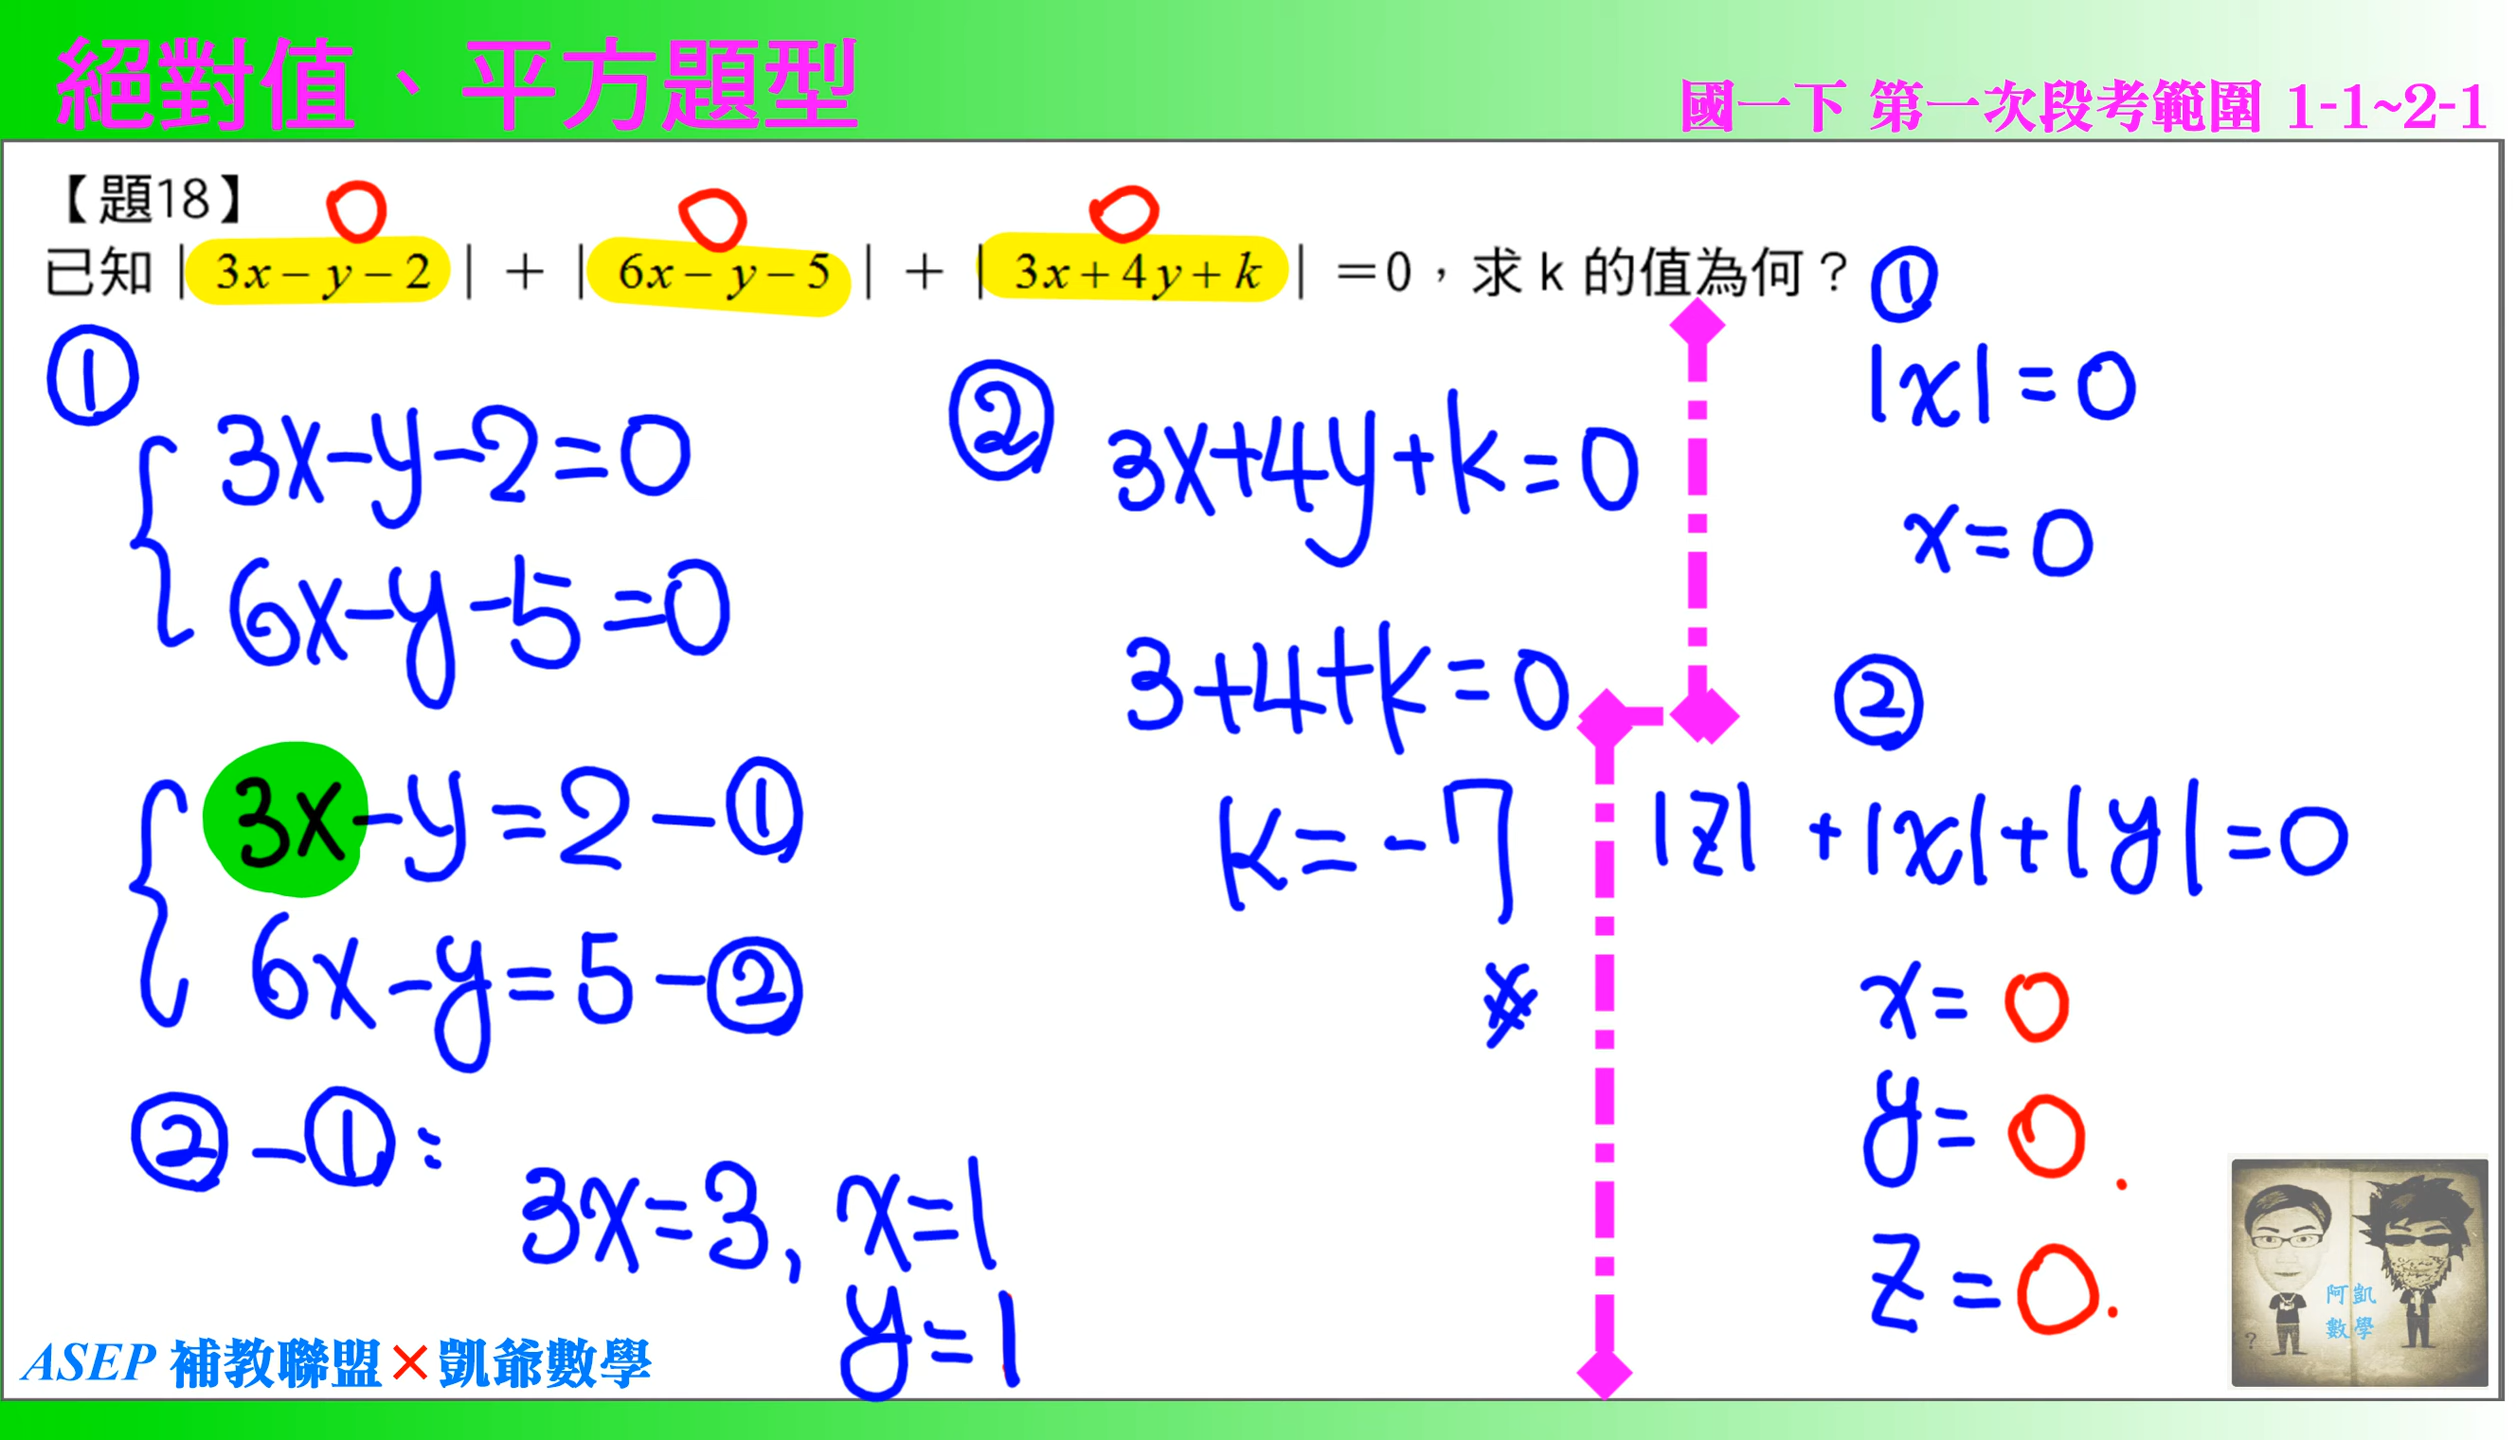 絕對值、平方題型
國一下 第一次段考範圍 1-1~2-1
【題18】
已知|3x-y-2|+|6x-y-5|+|3x+4y+k|=0,求k的值為何?
0 0 0
①
3x-y-2=0
6x-y-5=0
3x-y=2-①
6x-y=5-②
②-①:
3x=3, x=1
y=1
②
3x+4y+k=0
3+4+k=0
k=-7
①
|x|=0
x=0
②
|z|+|x|+|y|=0
x=0
y=0.
z=0.
ASEP 補教聯盟×凱爺數學
阿凱
數學
?